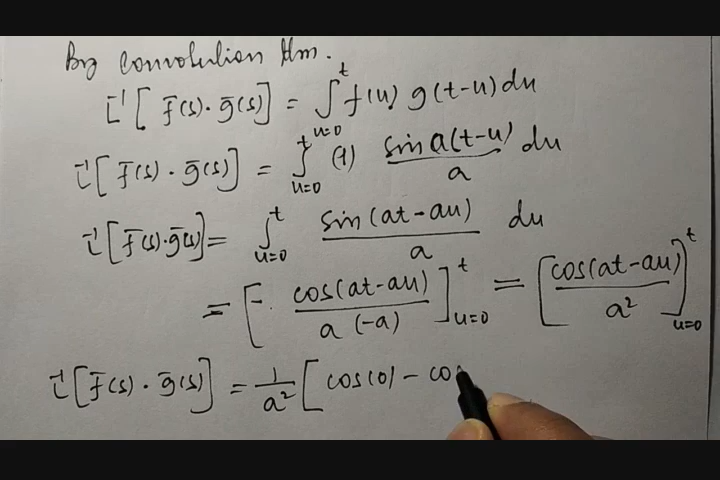 By convolution thm.
L⁻¹[f̄(s)·ḡ(s)] = ∫_{u=0}^{t} f(u) g(t-u) du
L⁻¹[f̄(s)·ḡ(s)] = ∫_{u=0}^{t} (1) sin a(t-u)/a du
L⁻¹[f̄(s)·ḡ(s)] = ∫_{u=0}^{t} sin(at-au)/a du
= [- cos(at-au)/a(-a)]_{u=0}^{t} = [cos(at-au)/a²]_{u=0}^{t}
L⁻¹[f̄(s)·ḡ(s)] = 1/a² [cos(0) - co